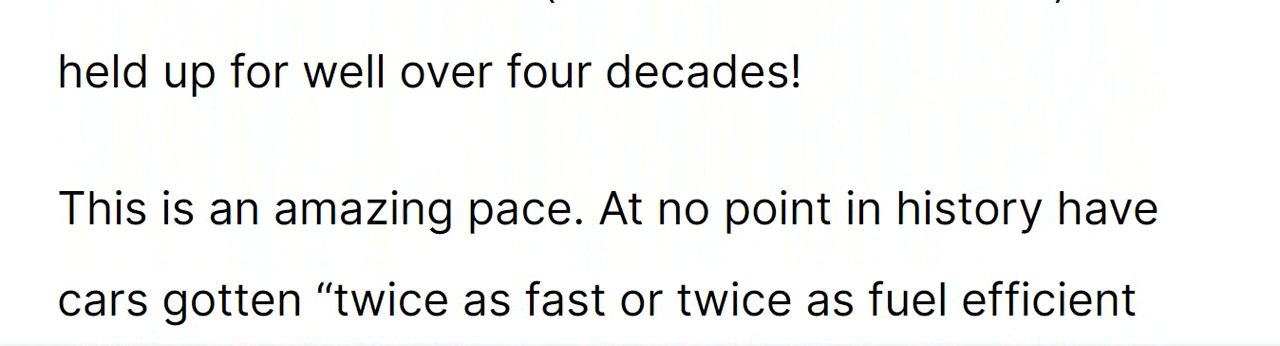 held up for well over four decades!
This is an amazing pace. At no point in history have
cars gotten “twice as fast or twice as fuel efficient